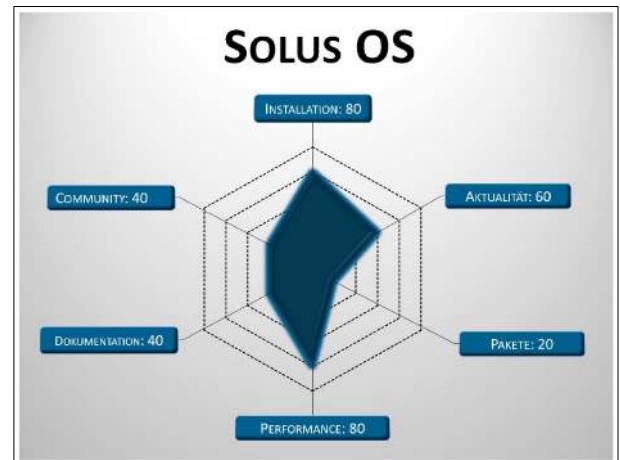 SOLUS OS
INSTALLATION: 80
COMMUNITY: 40
AKTUALITÄT: 60
DOKUMENTATION: 40
PAKETE: 20
PERFORMANCE: 80